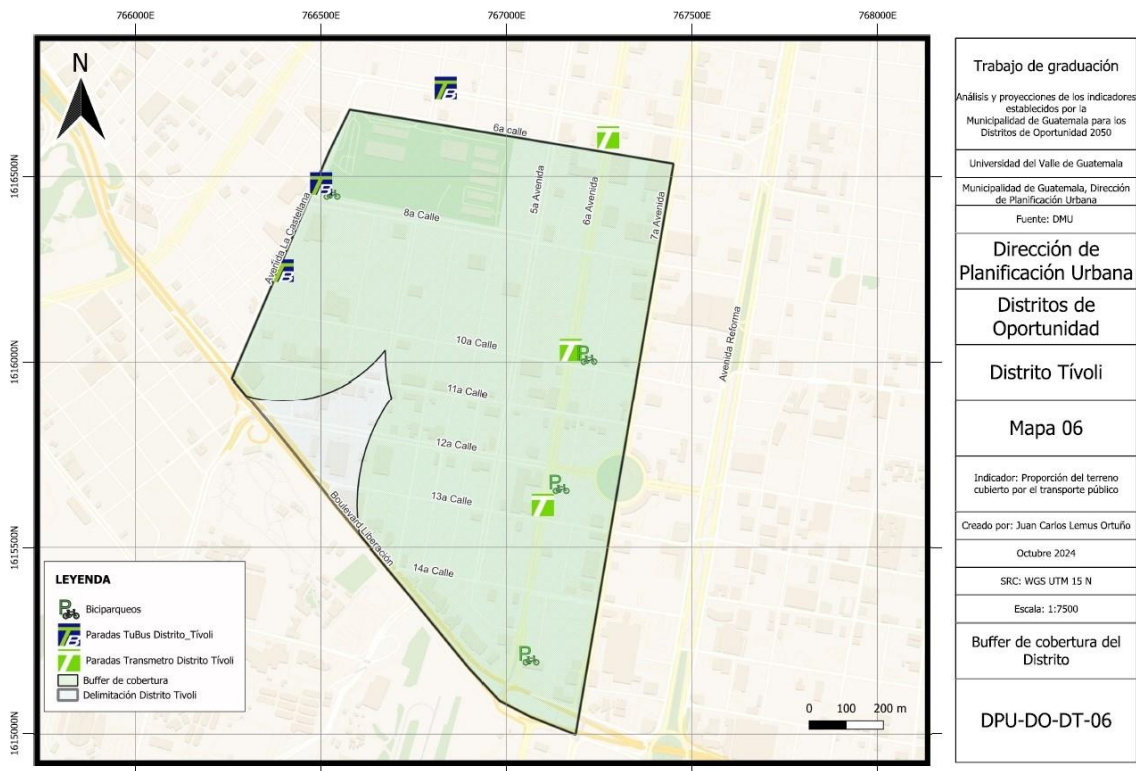 766000E 766500E 767000E 767500E 768000E
1616500N
1616000N
1615500N
1615000N
N
TB
6a calle
T
TB
TB
Avenida La Castellana
8a Calle
5a Avenida
6a Avenida
7a Avenida
Avenida Reforma
10a Calle
T
P
11a Calle
12a Calle
13a Calle
P
T
Boulevard Liberación
14a Calle
P
LEYENDA
P Biciparqueos
TB Paradas TuBus Distrito_Tívoli
T Paradas Transmetro Distrito Tívoli
Buffer de cobertura
Delimitación Distrito Tivoli
0 100 200 m
Trabajo de graduación
Análisis y proyecciones de los indicadores
establecidos por la
Municipalidad de Guatemala para los
Distritos de Oportunidad 2050
Universidad del Valle de Guatemala
Municipalidad de Guatemala, Dirección
de Planificación Urbana
Fuente: DMU
Dirección de
Planificación Urbana
Distritos de
Oportunidad
Distrito Tívoli
Mapa 06
Indicador: Proporción del terreno
cubierto por el transporte público
Creado por: Juan Carlos Lemus Ortuño
Octubre 2024
SRC: WGS UTM 15 N
Escala: 1:7500
Buffer de cobertura del
Distrito
DPU-DO-DT-06